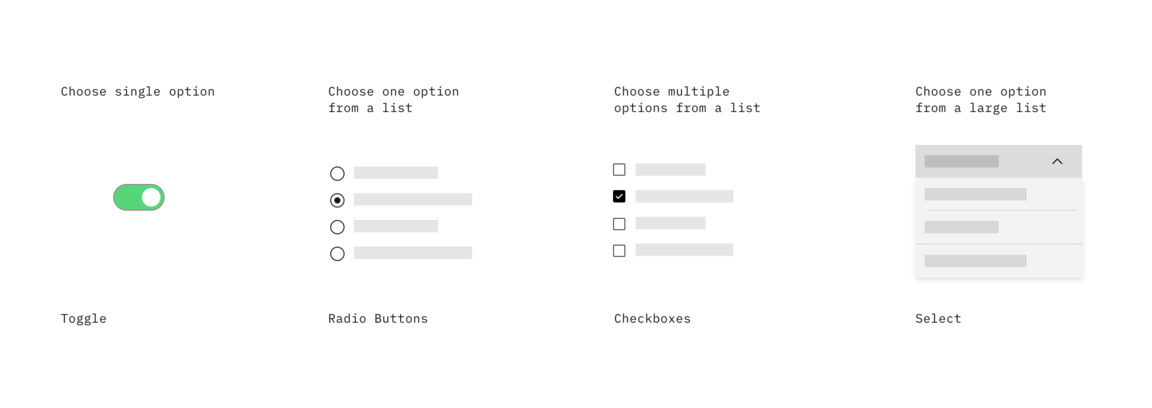 Choose single option
Choose one option
from a list
Choose multiple
options from a list
Choose one option
from a large list
Toggle
Radio Buttons
Checkboxes
Select